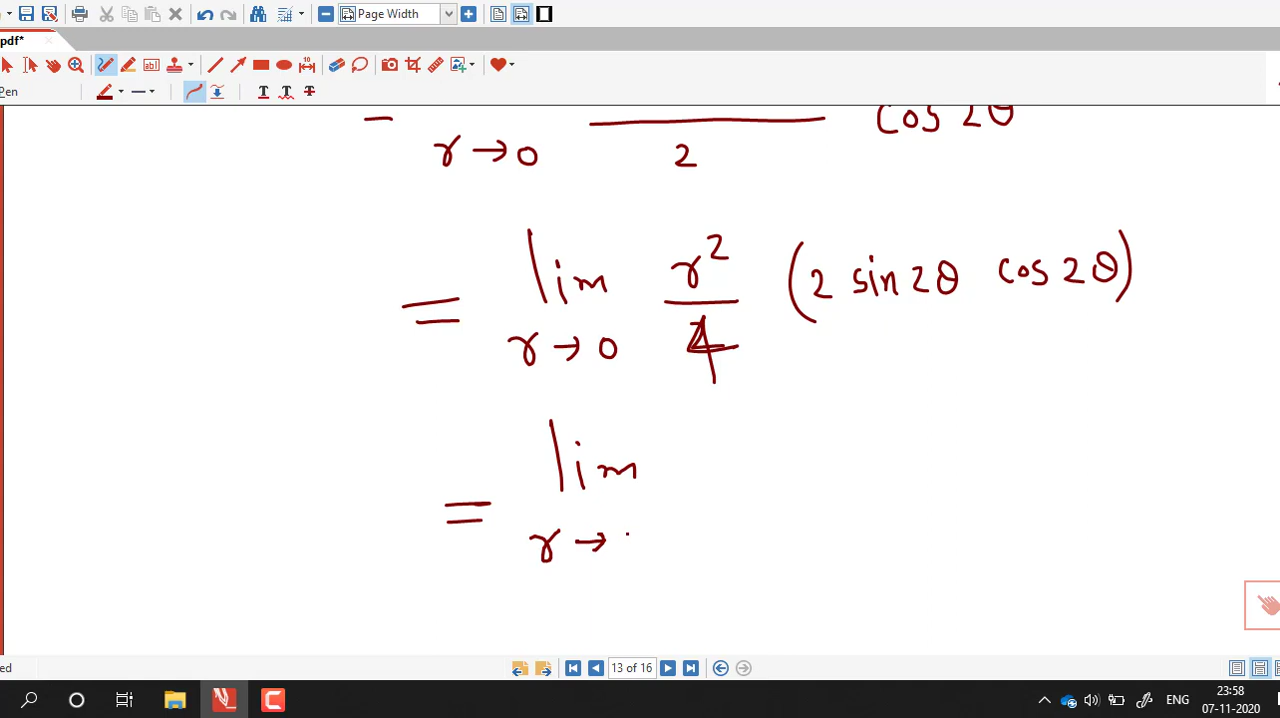 Page Width
pdf*
Pen
= lim r→0 ――/2 cos 2θ
= lim r→0 r²/4 (2 sin 2θ cos 2θ)
= lim r→
13 of 16
ENG
23:58
07-11-2020